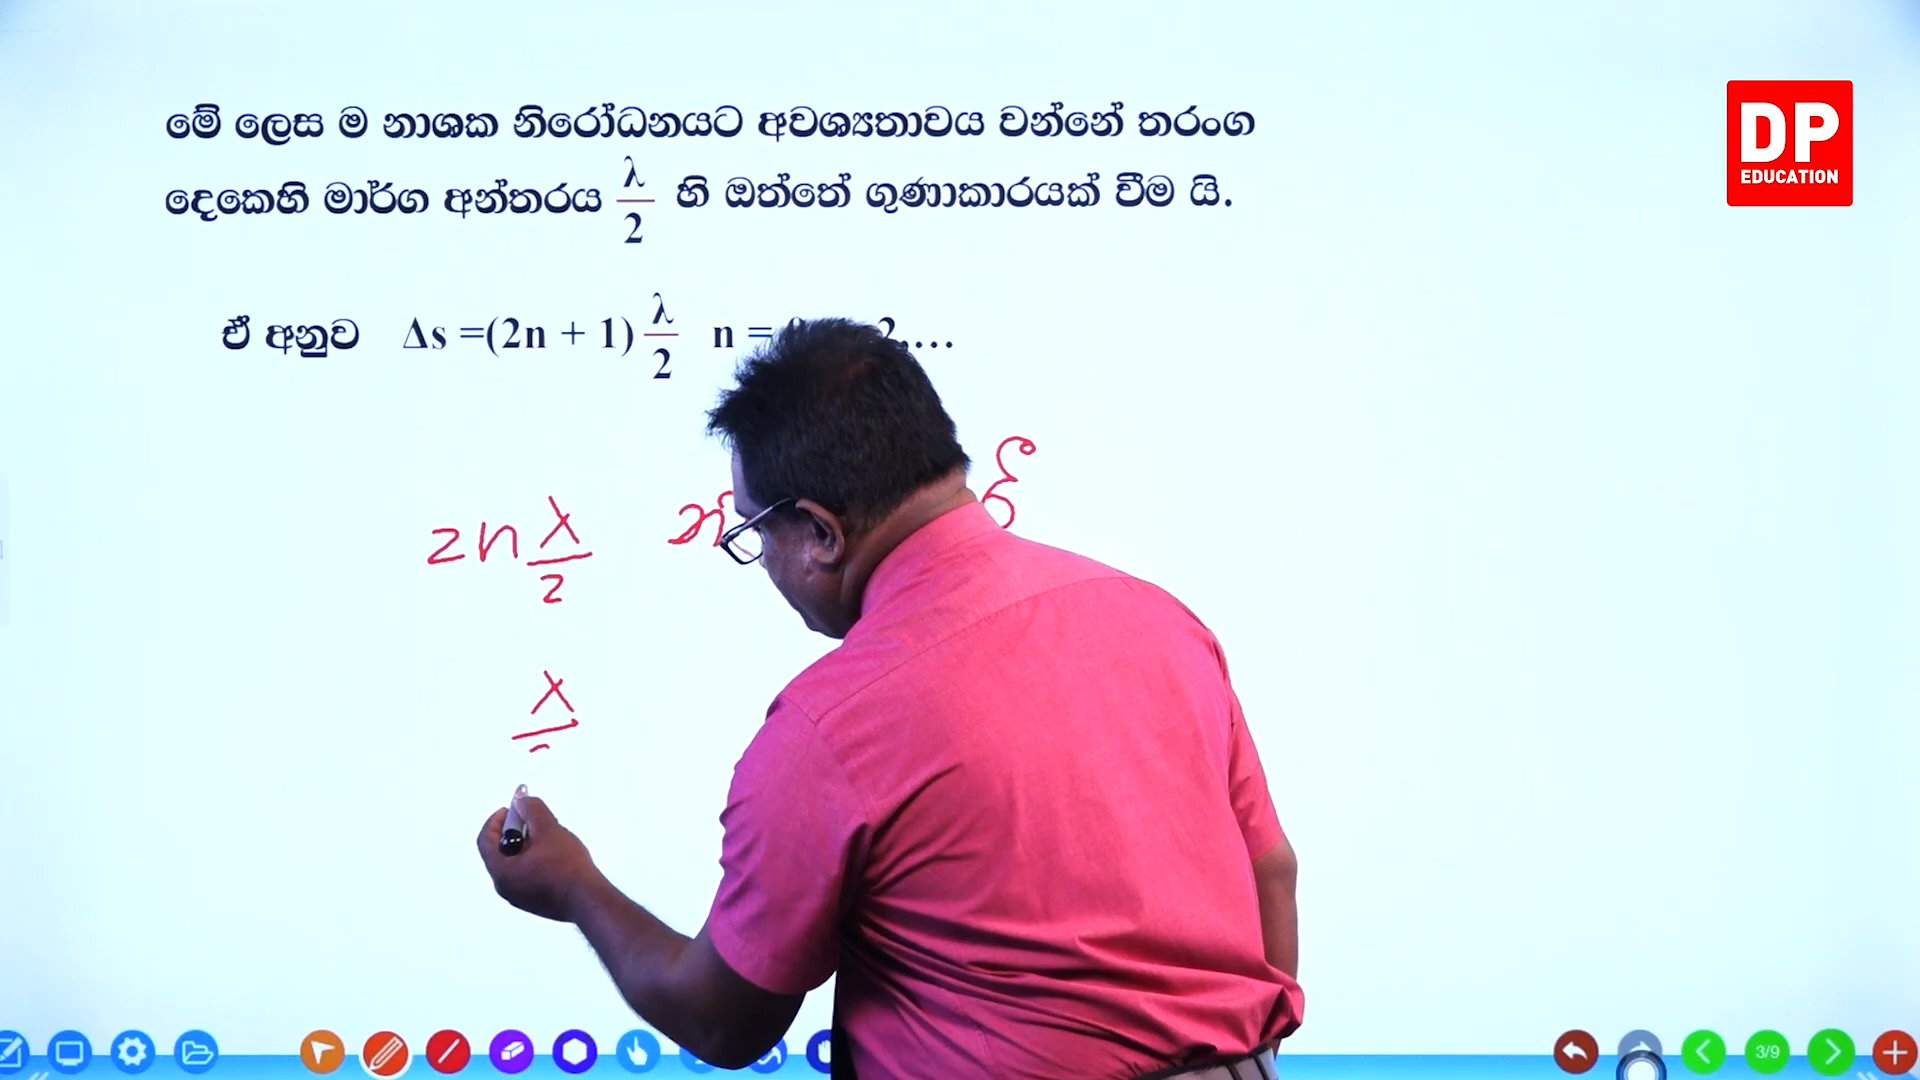 DP
EDUCATION
මේ ලෙස ම නාශක නිරෝධනයට අවශ්‍යතාවය වන්නේ තරංග
දෙකෙහි මාර්ග අන්තරය λ/2 හි ඔත්තේ ගුණාකාරයක් වීම යි.
ඒ අනුව Δs =(2n + 1) λ/2 n = 2,...
2n λ/2
λ
3/9